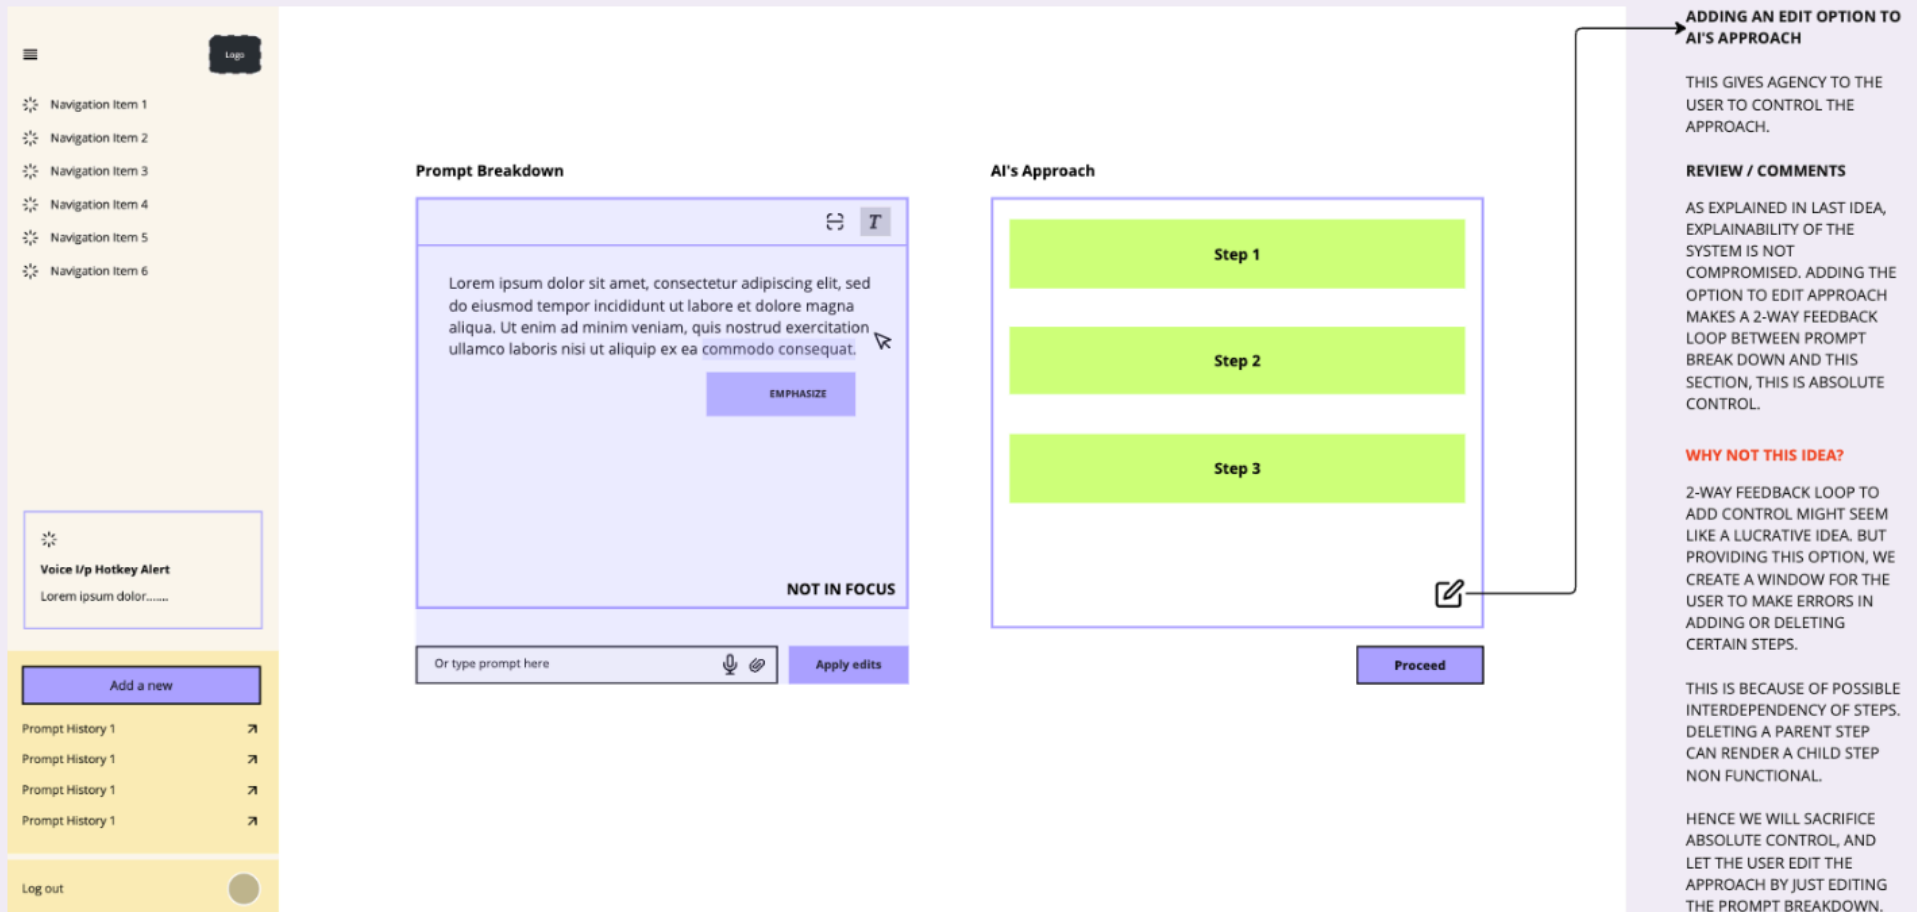 Logo
Navigation Item 1
Navigation Item 2
Navigation Item 3
Navigation Item 4
Navigation Item 5
Navigation Item 6
Voice I/p Hotkey Alert
Lorem ipsum dolor.......
Add a new
Prompt History 1
Prompt History 1
Prompt History 1
Prompt History 1
Log out
Prompt Breakdown
T
Lorem ipsum dolor sit amet, consectetur adipiscing elit, sed
do eiusmod tempor incididunt ut labore et dolore magna
aliqua. Ut enim ad minim veniam, quis nostrud exercitation
ullamco laboris nisi ut aliquip ex ea commodo consequat.
EMPHASIZE
NOT IN FOCUS
Or type prompt here
Apply edits
AI's Approach
Step 1
Step 2
Step 3
Proceed
ADDING AN EDIT OPTION TO
AI'S APPROACH
THIS GIVES AGENCY TO THE
USER TO CONTROL THE
APPROACH.
REVIEW / COMMENTS
AS EXPLAINED IN LAST IDEA,
EXPLAINABILITY OF THE
SYSTEM IS NOT
COMPROMISED. ADDING THE
OPTION TO EDIT APPROACH
MAKES A 2-WAY FEEDBACK
LOOP BETWEEN PROMPT
BREAK DOWN AND THIS
SECTION, THIS IS ABSOLUTE
CONTROL.
WHY NOT THIS IDEA?
2-WAY FEEDBACK LOOP TO
ADD CONTROL MIGHT SEEM
LIKE A LUCRATIVE IDEA. BUT
PROVIDING THIS OPTION, WE
CREATE A WINDOW FOR THE
USER TO MAKE ERRORS IN
ADDING OR DELETING
CERTAIN STEPS.
THIS IS BECAUSE OF POSSIBLE
INTERDEPENDENCY OF STEPS.
DELETING A PARENT STEP
CAN RENDER A CHILD STEP
NON FUNCTIONAL.
HENCE WE WILL SACRIFICE
ABSOLUTE CONTROL, AND
LET THE USER EDIT THE
APPROACH BY JUST EDITING
THE PROMPT BREAKDOWN.